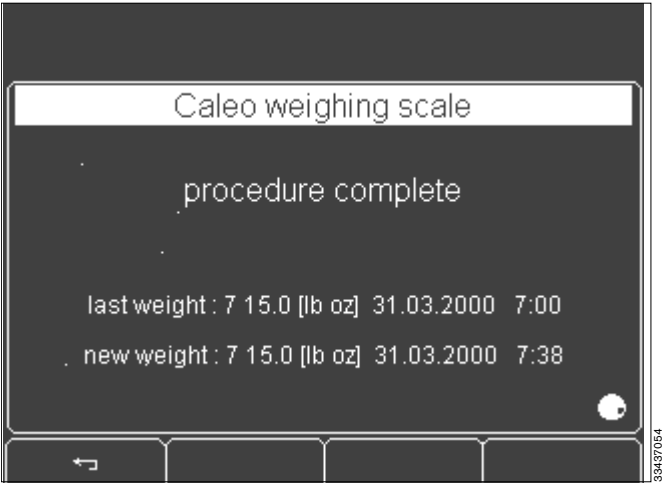 Caleo weighing scale
procedure complete
last weight : 7 15.0 [lb oz] 31.03.2000 7:00
new weight : 7 15.0 [lb oz] 31.03.2000 7:38
33437054